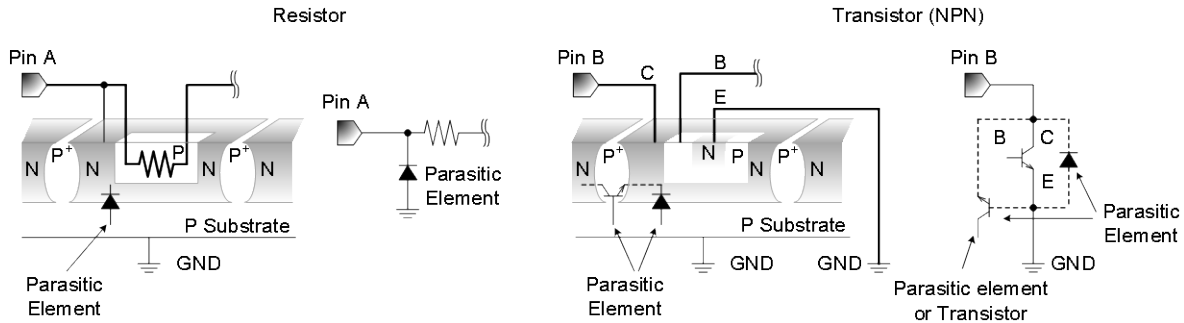 Resistor
Transistor (NPN)
Pin A
Pin B
Pin B
C
B
E
Pin A
N
P+
N
P
N
P+
N
Parasitic
Element
N
P+
N
N
P
N
P+
N
B
C
E
P Substrate
GND
Parasitic
Element
P Substrate
GND
GND
Parasitic
Element
GND
Parasitic
Element
Parasitic element
or Transistor